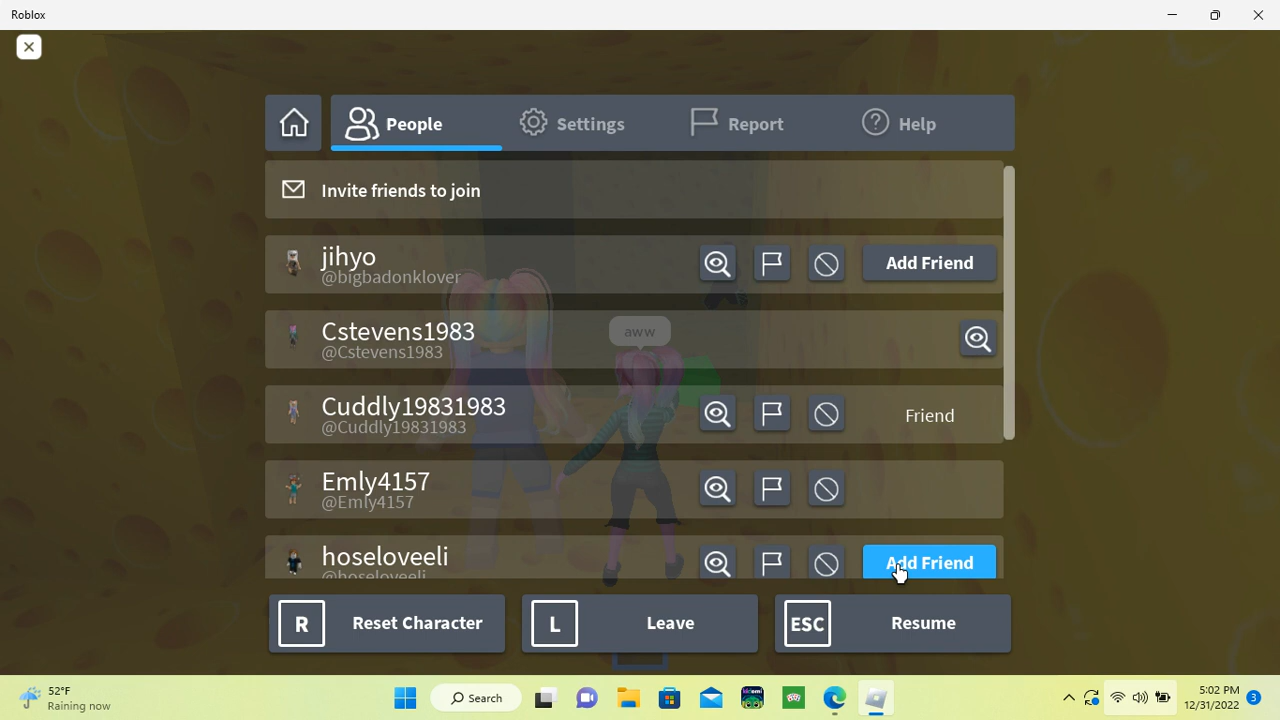 Roblox
People
Settings
Report
Help
Invite friends to join
jihyo
@bigbadonklover
Add Friend
Cstevens1983
@Cstevens1983
aww
Cuddly19831983
@Cuddly19831983
Friend
Emly4157
@Emly4157
hoseloveeli
@hoseloveeli
Add Friend
R Reset Character
L Leave
ESC Resume
52°F
Raining now
Search
5:02 PM
12/31/2022
3